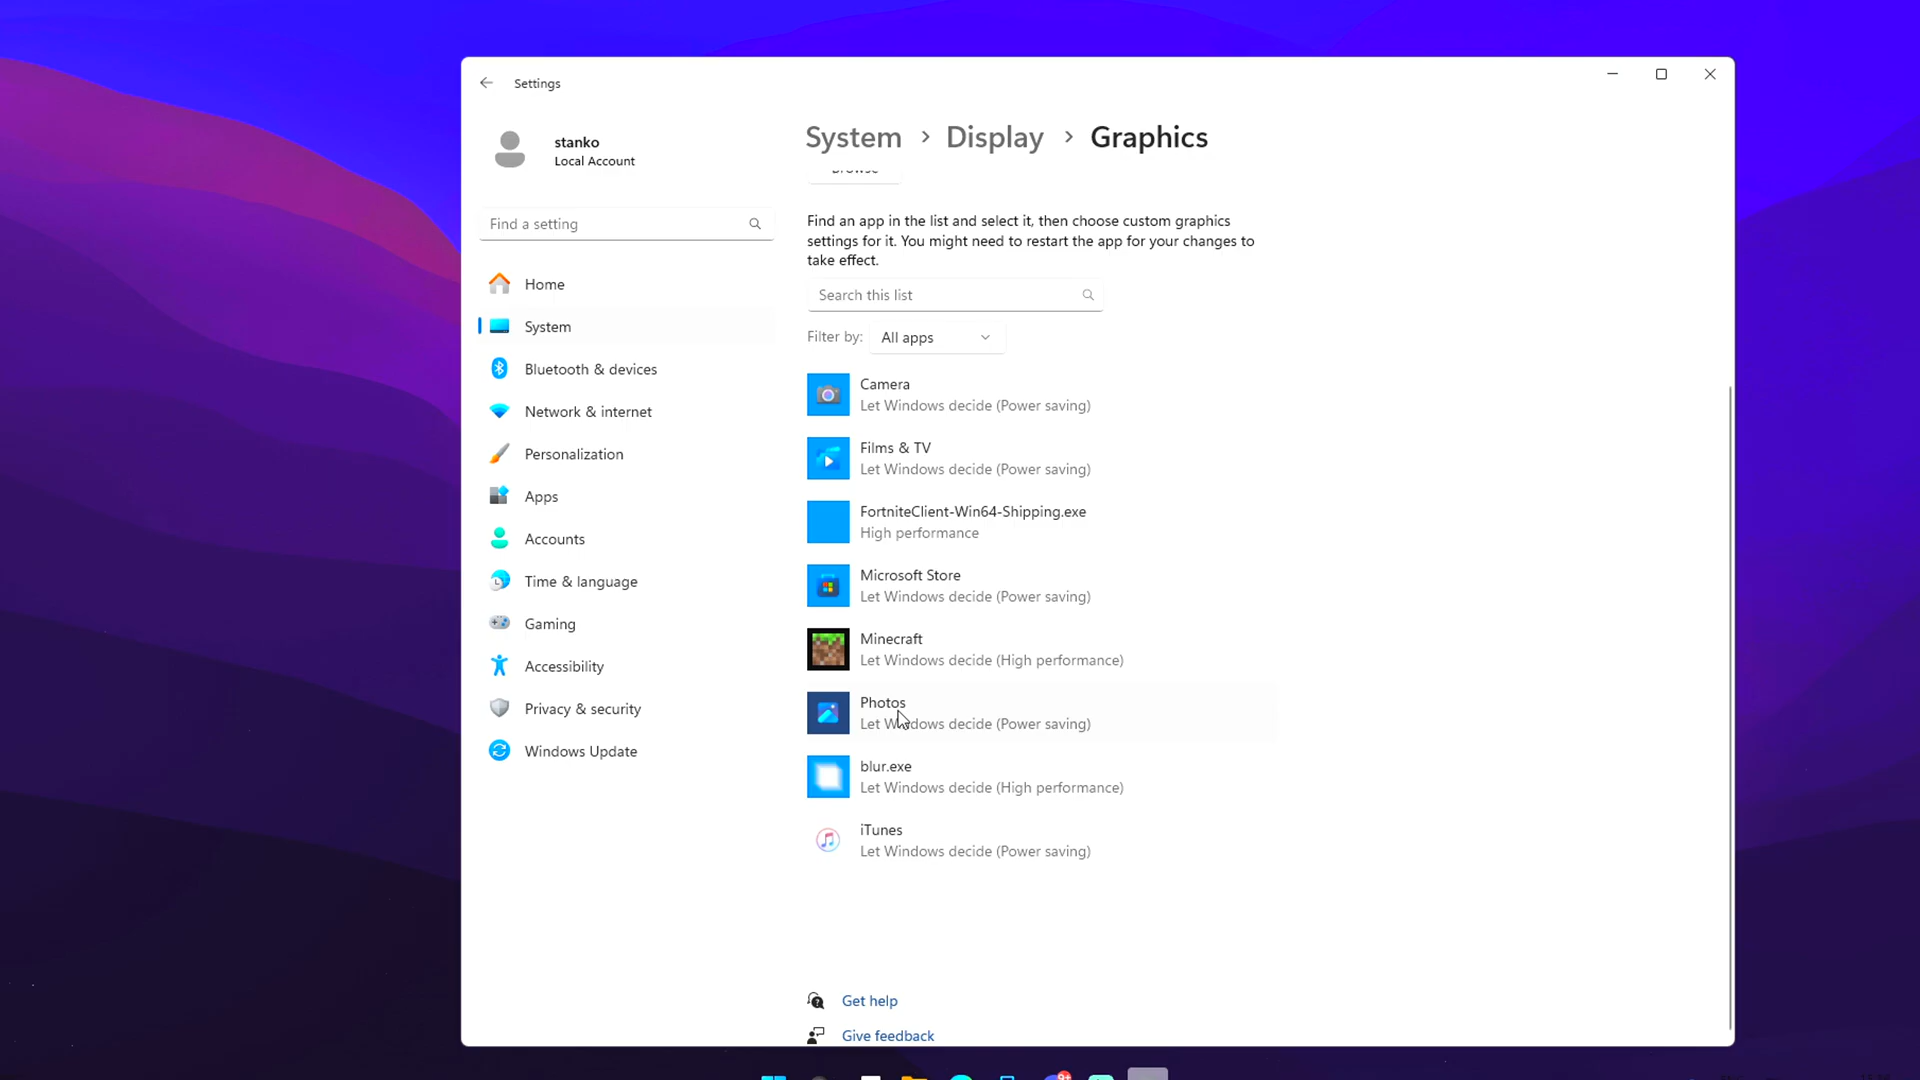 Settings
stanko
Local Account
Find a setting
Home
System
Bluetooth & devices
Network & internet
Personalization
Apps
Accounts
Time & language
Gaming
Accessibility
Privacy & security
Windows Update
System > Display > Graphics
Browse
Find an app in the list and select it, then choose custom graphics
settings for it. You might need to restart the app for your changes to
take effect.
Search this list
Filter by: All apps
Camera
Let Windows decide (Power saving)
Films & TV
Let Windows decide (Power saving)
FortniteClient-Win64-Shipping.exe
High performance
Microsoft Store
Let Windows decide (Power saving)
Minecraft
Let Windows decide (High performance)
Photos
Let Windows decide (Power saving)
blur.exe
Let Windows decide (High performance)
iTunes
Let Windows decide (Power saving)
Get help
Give feedback
9+